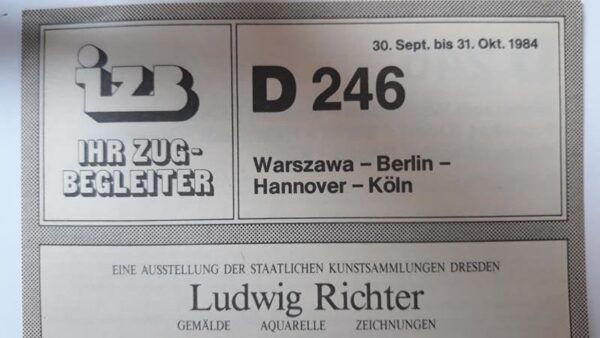 izB
IHR ZUG-
BEGLEITER
30. Sept. bis 31. Okt. 1984
D 246
Warszawa – Berlin –
Hannover – Köln
EINE AUSSTELLUNG DER STAATLICHEN KUNSTSAMMLUNGEN DRESDEN
Ludwig Richter
GEMÄLDE AQUARELLE ZEICHNUNGEN